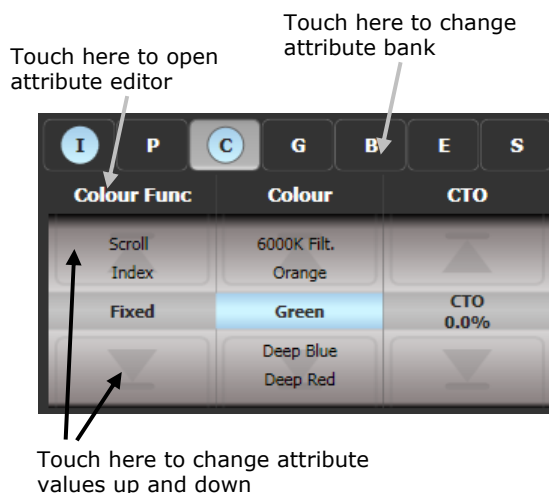 Touch here to change
attribute bank
Touch here to open
attribute editor
I P C G B E S
Colour Func Colour CTO
Scroll 6000K Filt.
Index Orange
Fixed Green CTO
0.0%
Deep Blue
Deep Red
Touch here to change attribute
values up and down